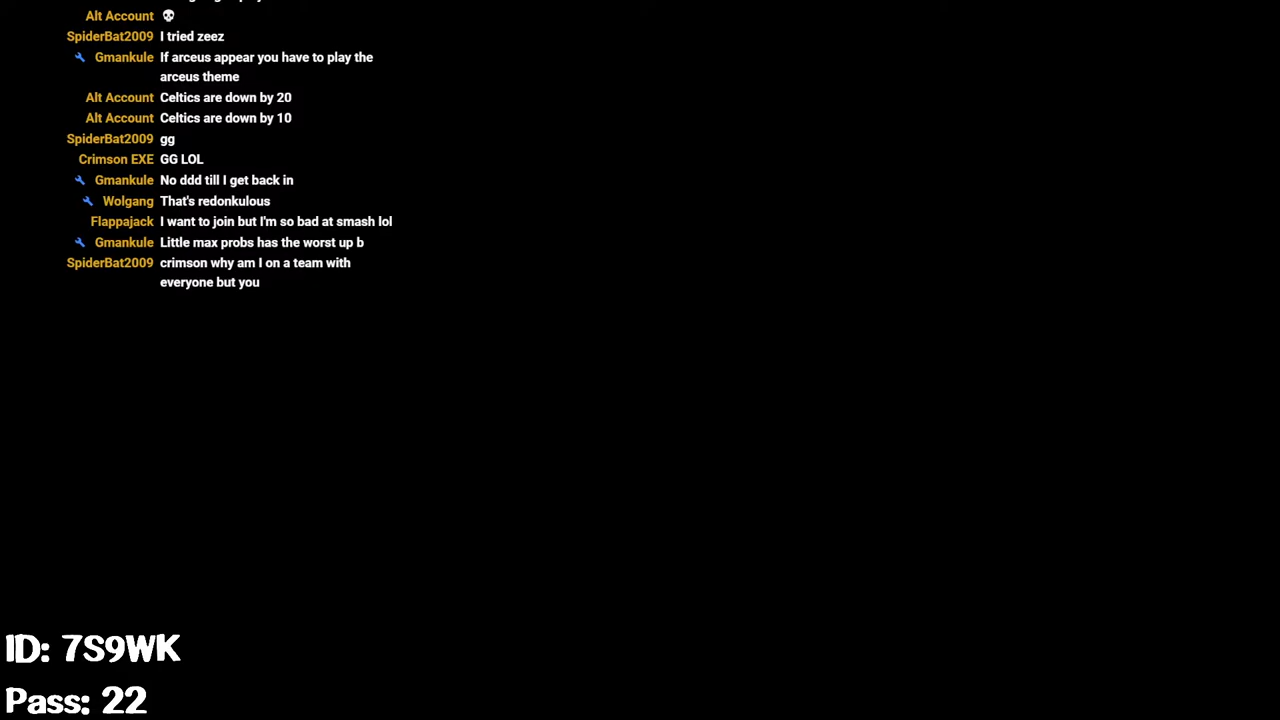 Alt Account 💀
SpiderBat2009 I tried zeez
Gmankule If arceus appear you have to play the
arceus theme
Alt Account Celtics are down by 20
Alt Account Celtics are down by 10
SpiderBat2009 gg
Crimson EXE GG LOL
Gmankule No ddd till I get back in
Wolgang That's redonkulous
Flappajack I want to join but I'm so bad at smash lol
Gmankule Little max probs has the worst up b
SpiderBat2009 crimson why am I on a team with
everyone but you
ID: 7S9WK
Pass: 22